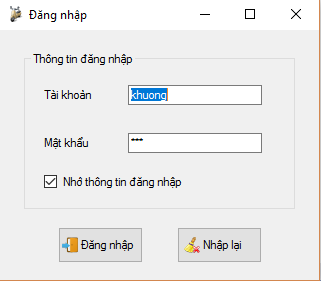 Đăng nhập
Thông tin đăng nhập
Tài khoản khuong
Mật khẩu ***
Nhớ thông tin đăng nhập
Đăng nhập Nhập lại